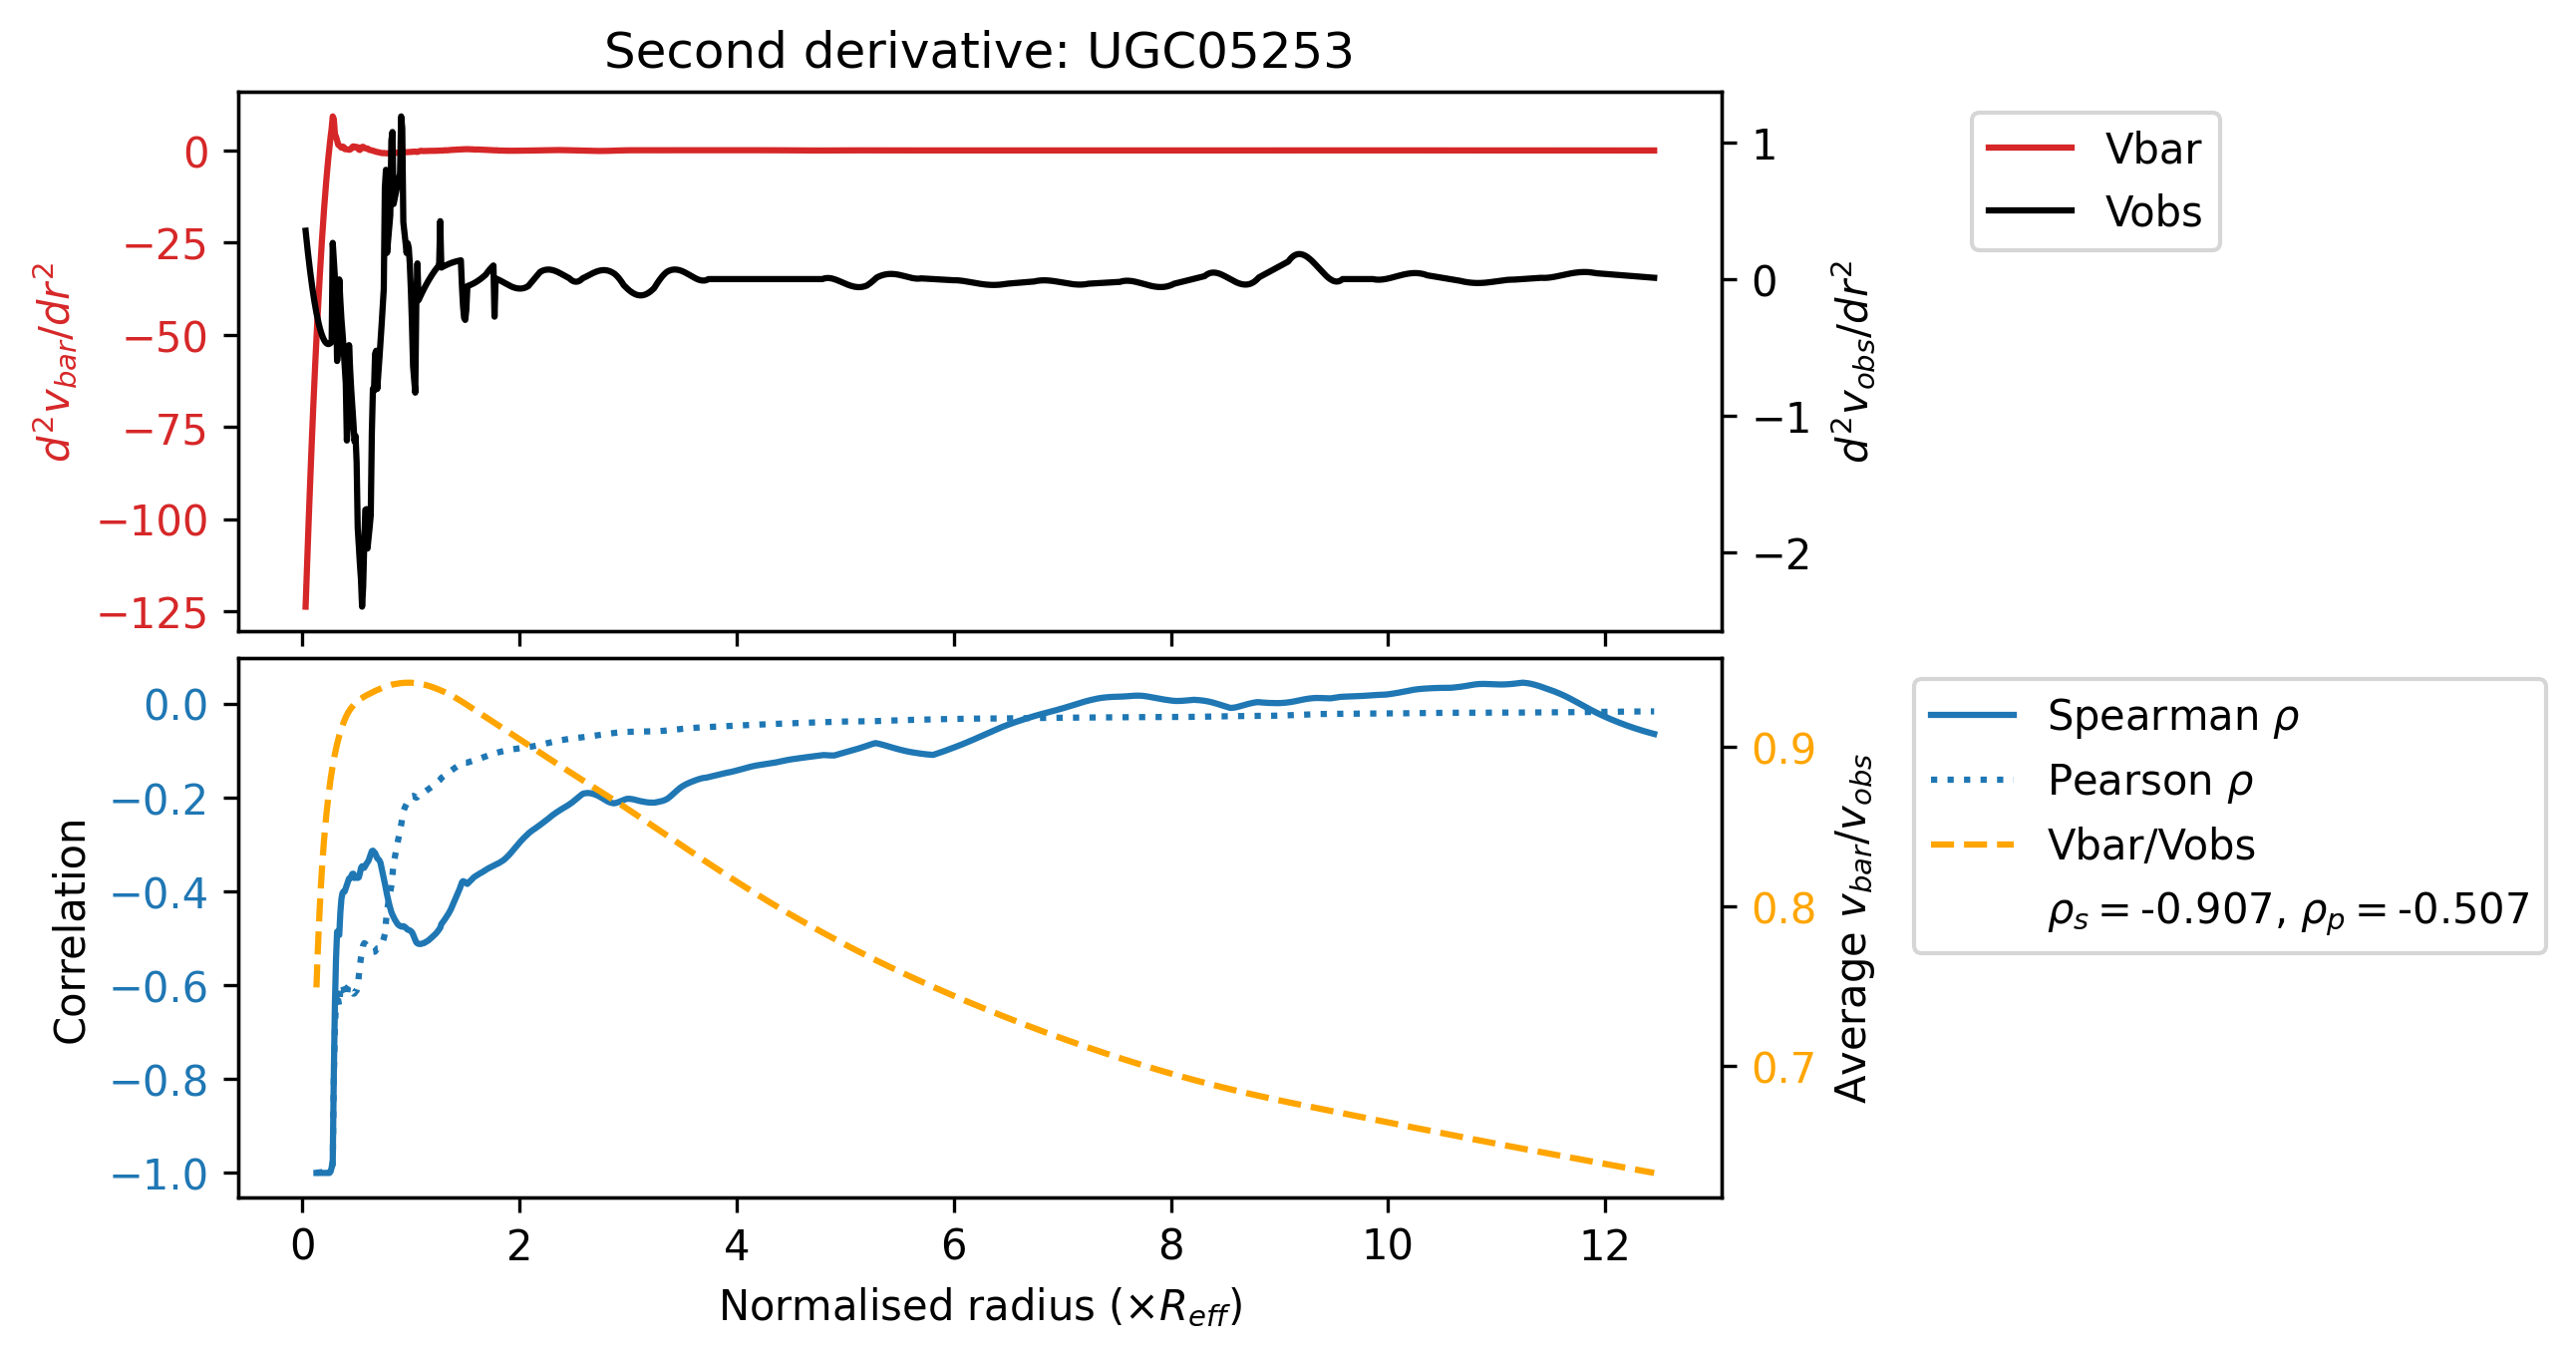 Second derivative: UGC05253
0
−25
−50
−75
−100
−125
d²v_bar/dr²
1
0
−1
−2
d²v_obs/dr²
Vbar
Vobs
0.0
−0.2
−0.4
−0.6
−0.8
−1.0
Correlation
0.9
0.8
0.7
Average v_bar/v_obs
Spearman ρ
Pearson ρ
Vbar/Vobs
ρ_s = -0.907, ρ_p = -0.507
0 2 4 6 8 10 12
Normalised radius (×R_eff)